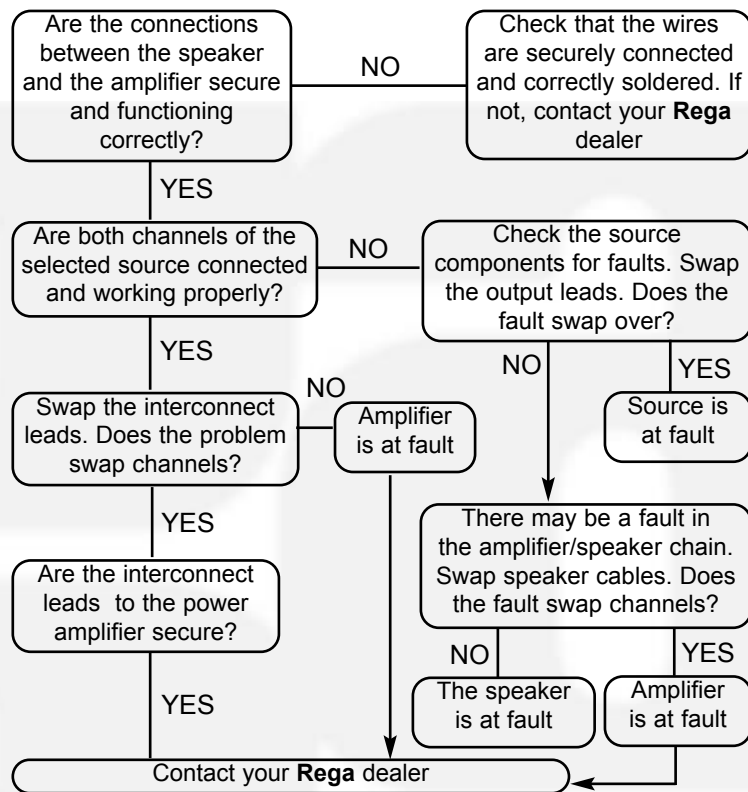 Are the connections
between the speaker
and the amplifier secure
and functioning
correctly?
NO
Check that the wires
are securely connected
and correctly soldered. If
not, contact your Rega
dealer
YES
Are both channels of the
selected source connected
and working properly?
NO
Check the source
components for faults. Swap
the output leads. Does the
fault swap over?
YES
NO
YES
Swap the interconnect
leads. Does the problem
swap channels?
NO
Amplifier
is at fault
Source is
at fault
YES
There may be a fault in
the amplifier/speaker chain.
Swap speaker cables. Does
the fault swap channels?
Are the interconnect
leads to the power
amplifier secure?
NO
YES
YES
The speaker
is at fault
Amplifier
is at fault
Contact your Rega dealer